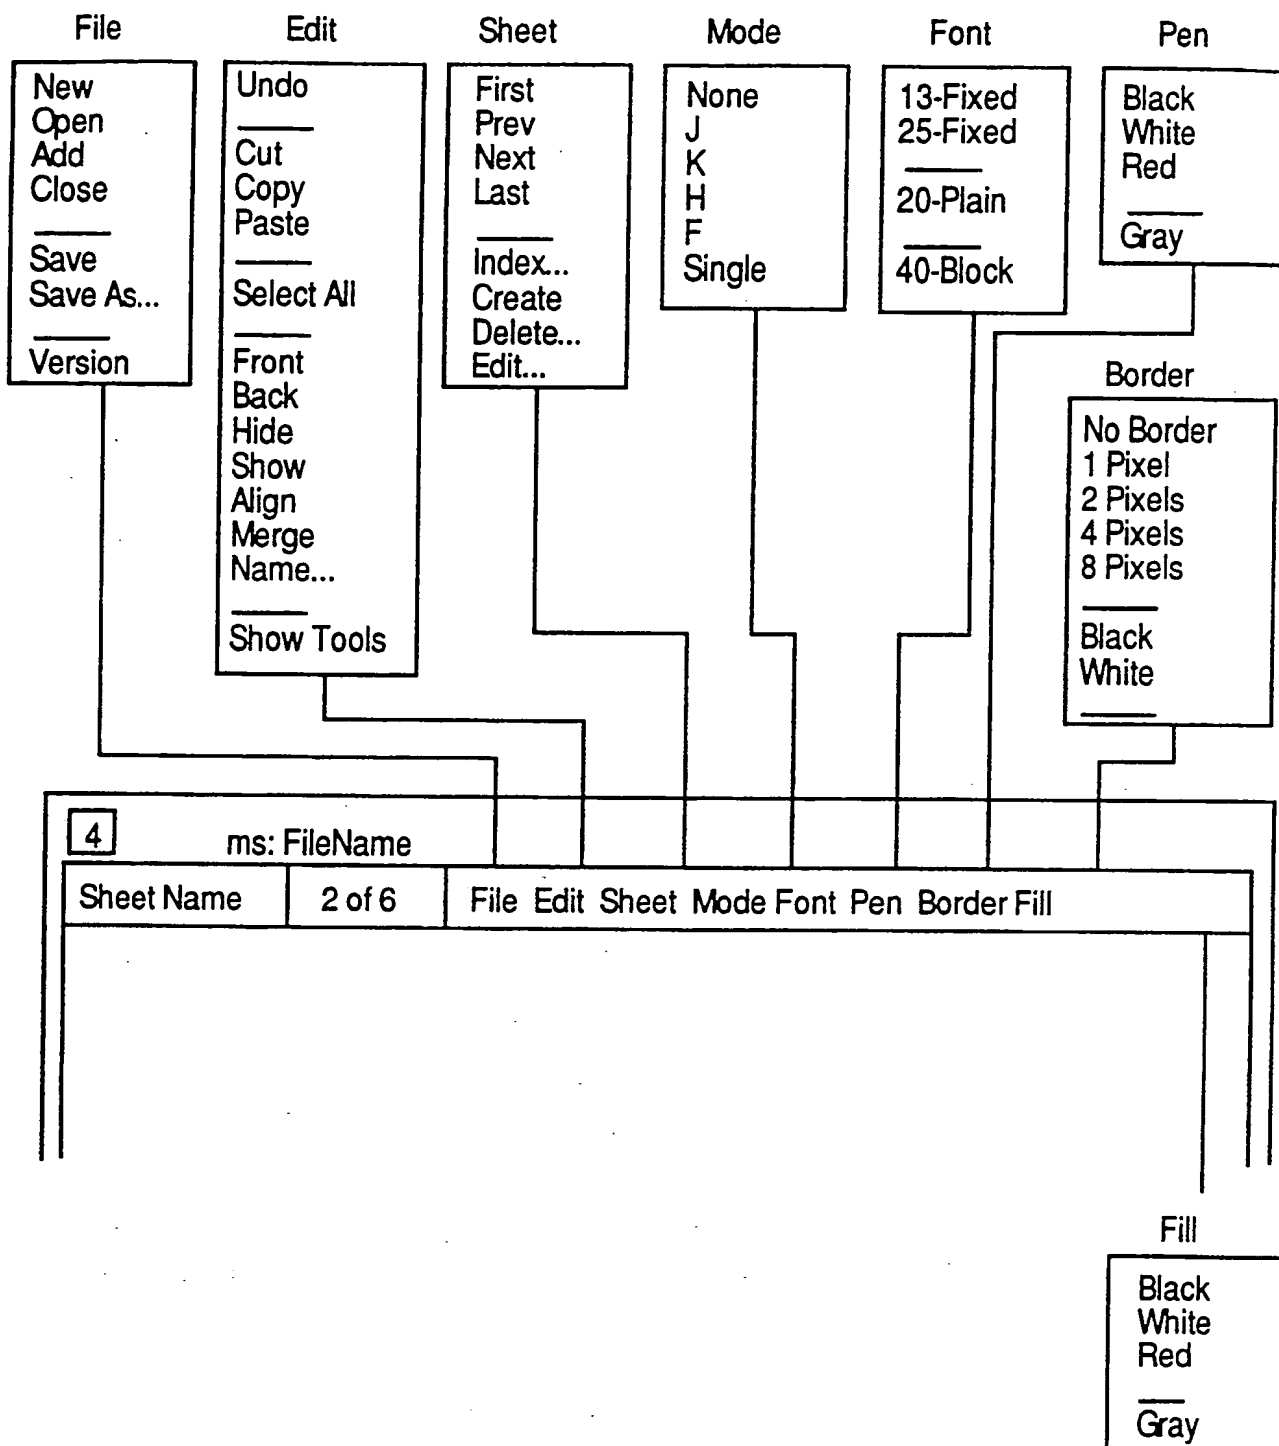 File
New
Open
Add
Close
Save
Save As...
Version
Edit
Undo
Cut
Copy
Paste
Select All
Front
Back
Hide
Show
Align
Merge
Name...
Show Tools
Sheet
First
Prev
Next
Last
Index...
Create
Delete...
Edit...
Mode
None
J
K
H
F
Single
Font
13-Fixed
25-Fixed
20-Plain
40-Block
Pen
Black
White
Red
Gray
Border
No Border
1 Pixel
2 Pixels
4 Pixels
8 Pixels
Black
White
4
ms: FileName
Sheet Name
2 of 6
File Edit Sheet Mode Font Pen Border Fill
Fill
Black
White
Red
Gray